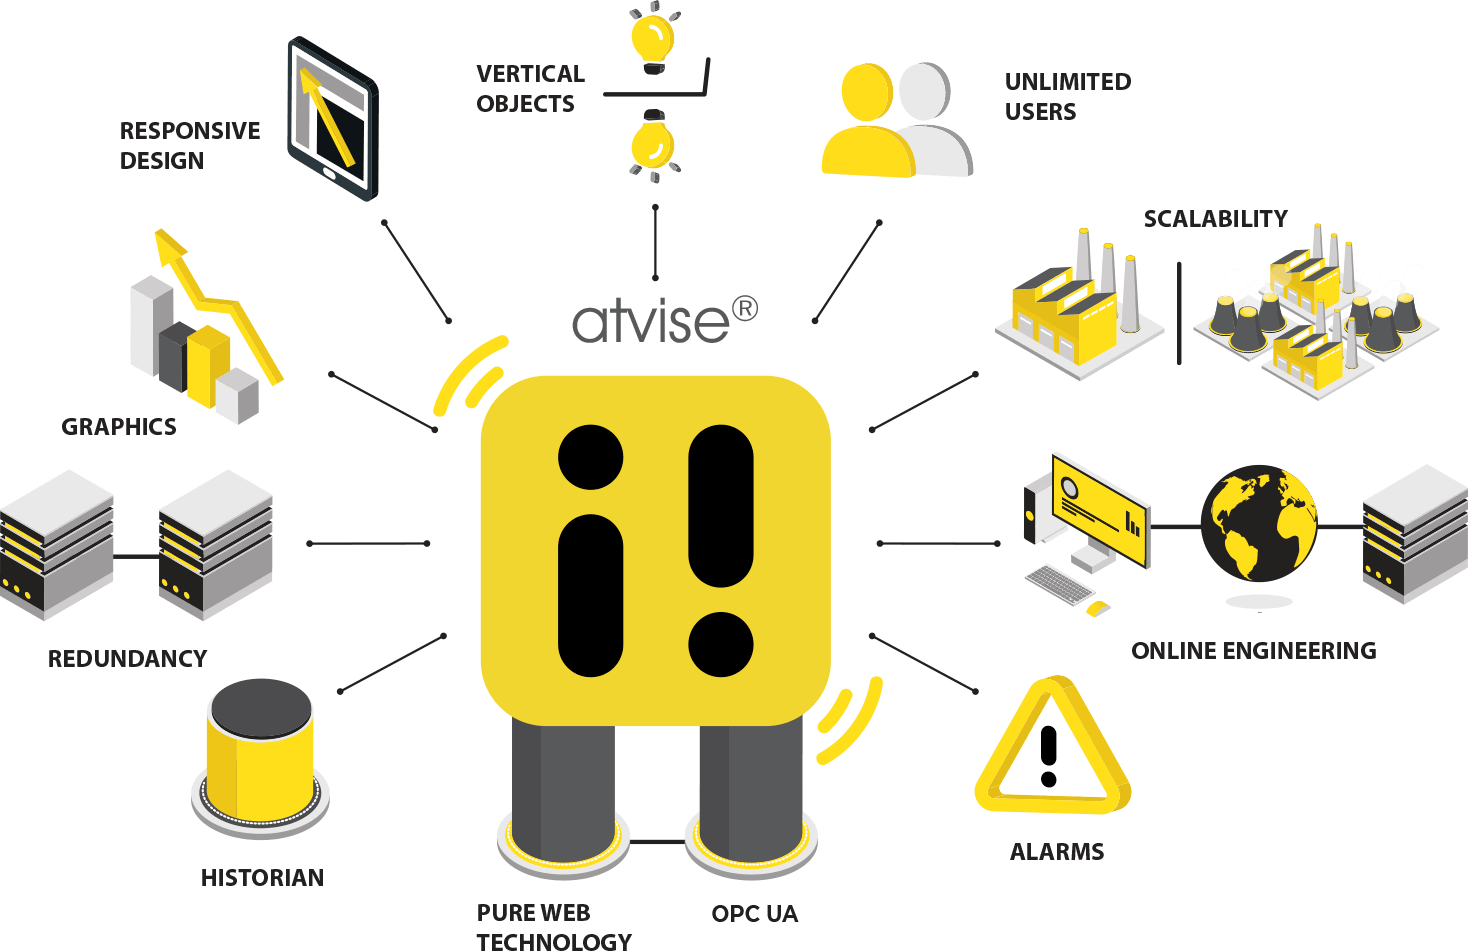 VERTICAL
OBJECTS
UNLIMITED
USERS
RESPONSIVE
DESIGN
SCALABILITY
atvise®
GRAPHICS
REDUNDANCY
ONLINE ENGINEERING
HISTORIAN
ALARMS
PURE WEB
TECHNOLOGY
OPC UA